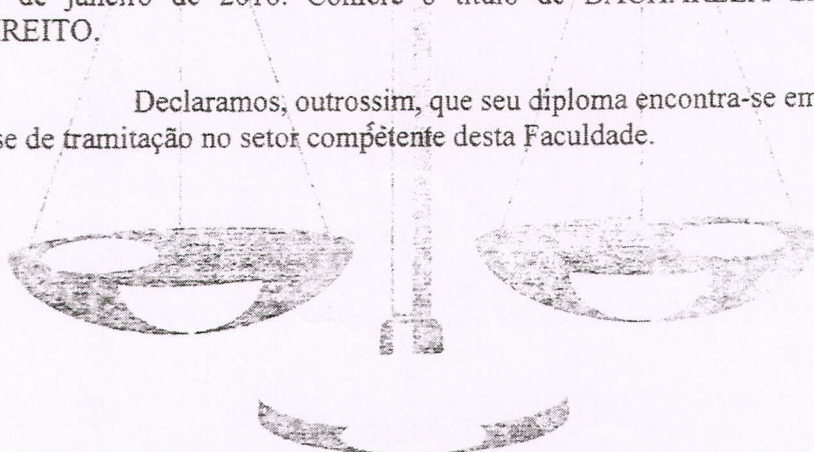 de janeiro de 2010. Confere o título de
REITO.
Declaramos, outrossim, que seu diploma encontra-se em
se de tramitação no setor competente desta Faculdade.